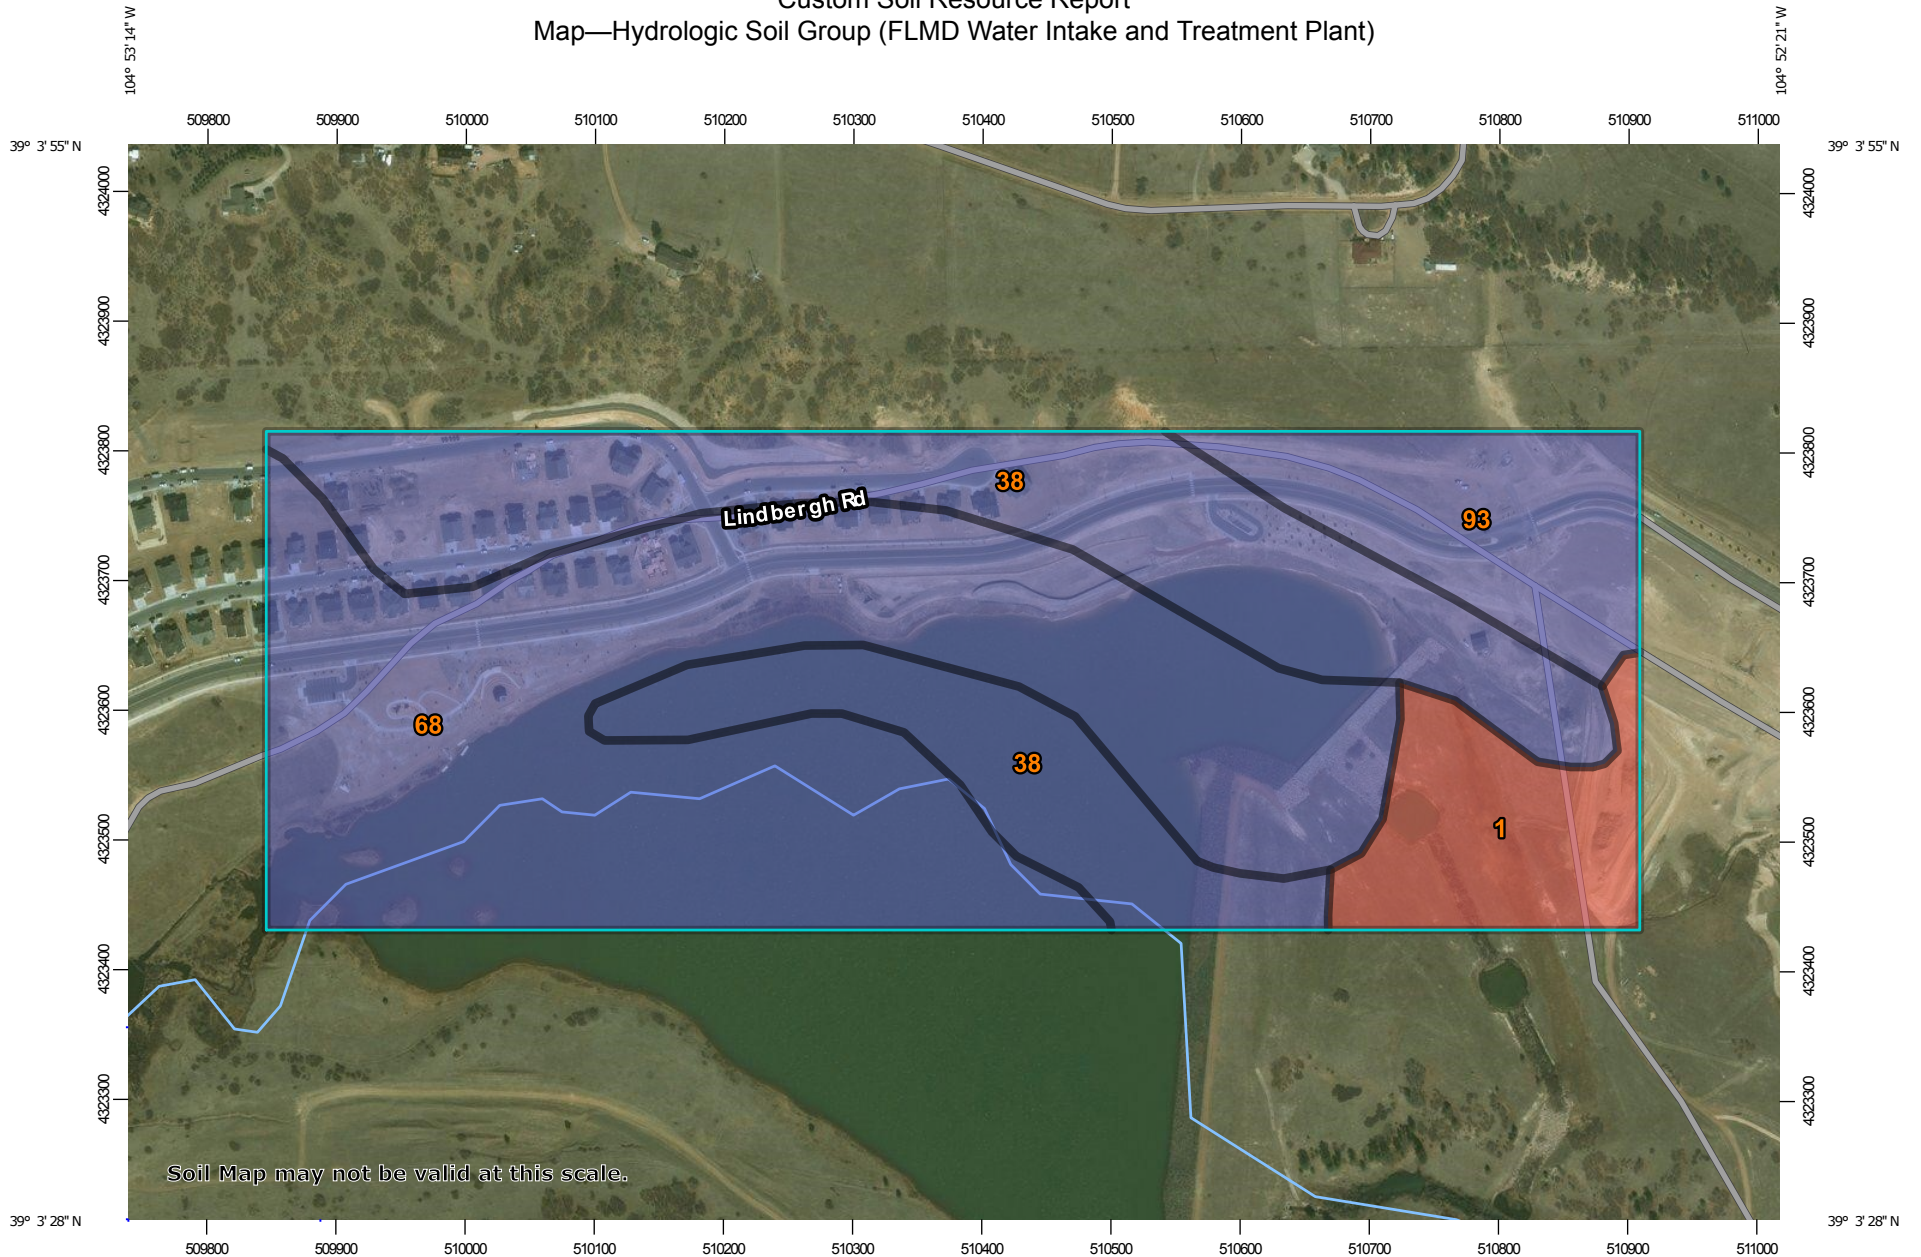 Custom Soil Resource Report
Map—Hydrologic Soil Group (FLMD Water Intake and Treatment Plant)
104° 53' 14'' W
104° 52' 21'' W
509800 509900 510000 510100 510200 510300 510400 510500 510600 510700 510800 510900 511000
39° 3' 55'' N
39° 3' 55'' N
4324000
4324000
4323900
4323900
4323800
4323800
38
Lindbergh Rd
93
4323700
4323700
4323600
4323600
68
38
1
4323500
4323500
4323400
4323400
4323300
4323300
Soil Map may not be valid at this scale.
39° 3' 28'' N
39° 3' 28'' N
509800 509900 510000 510100 510200 510300 510400 510500 510600 510700 510800 510900 511000